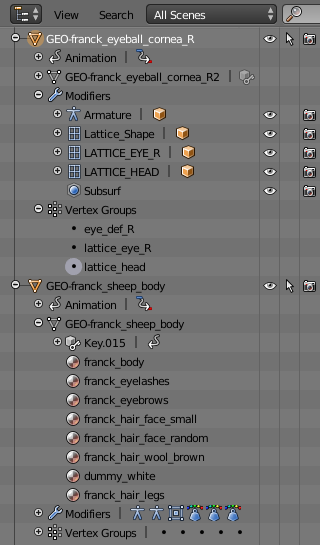 View Search All Scenes
GEO-franck_eyeball_cornea_R
Animation
GEO-franck_eyeball_cornea_R2
Modifiers
Armature
Lattice_Shape
LATTICE_EYE_R
LATTICE_HEAD
Subsurf
Vertex Groups
eye_def_R
lattice_eye_R
lattice_head
GEO-franck_sheep_body
Animation
GEO-franck_sheep_body
Key.015
franck_body
franck_eyelashes
franck_eyebrows
franck_hair_face_small
franck_hair_face_random
franck_hair_wool_brown
dummy_white
franck_hair_legs
Modifiers
Vertex Groups